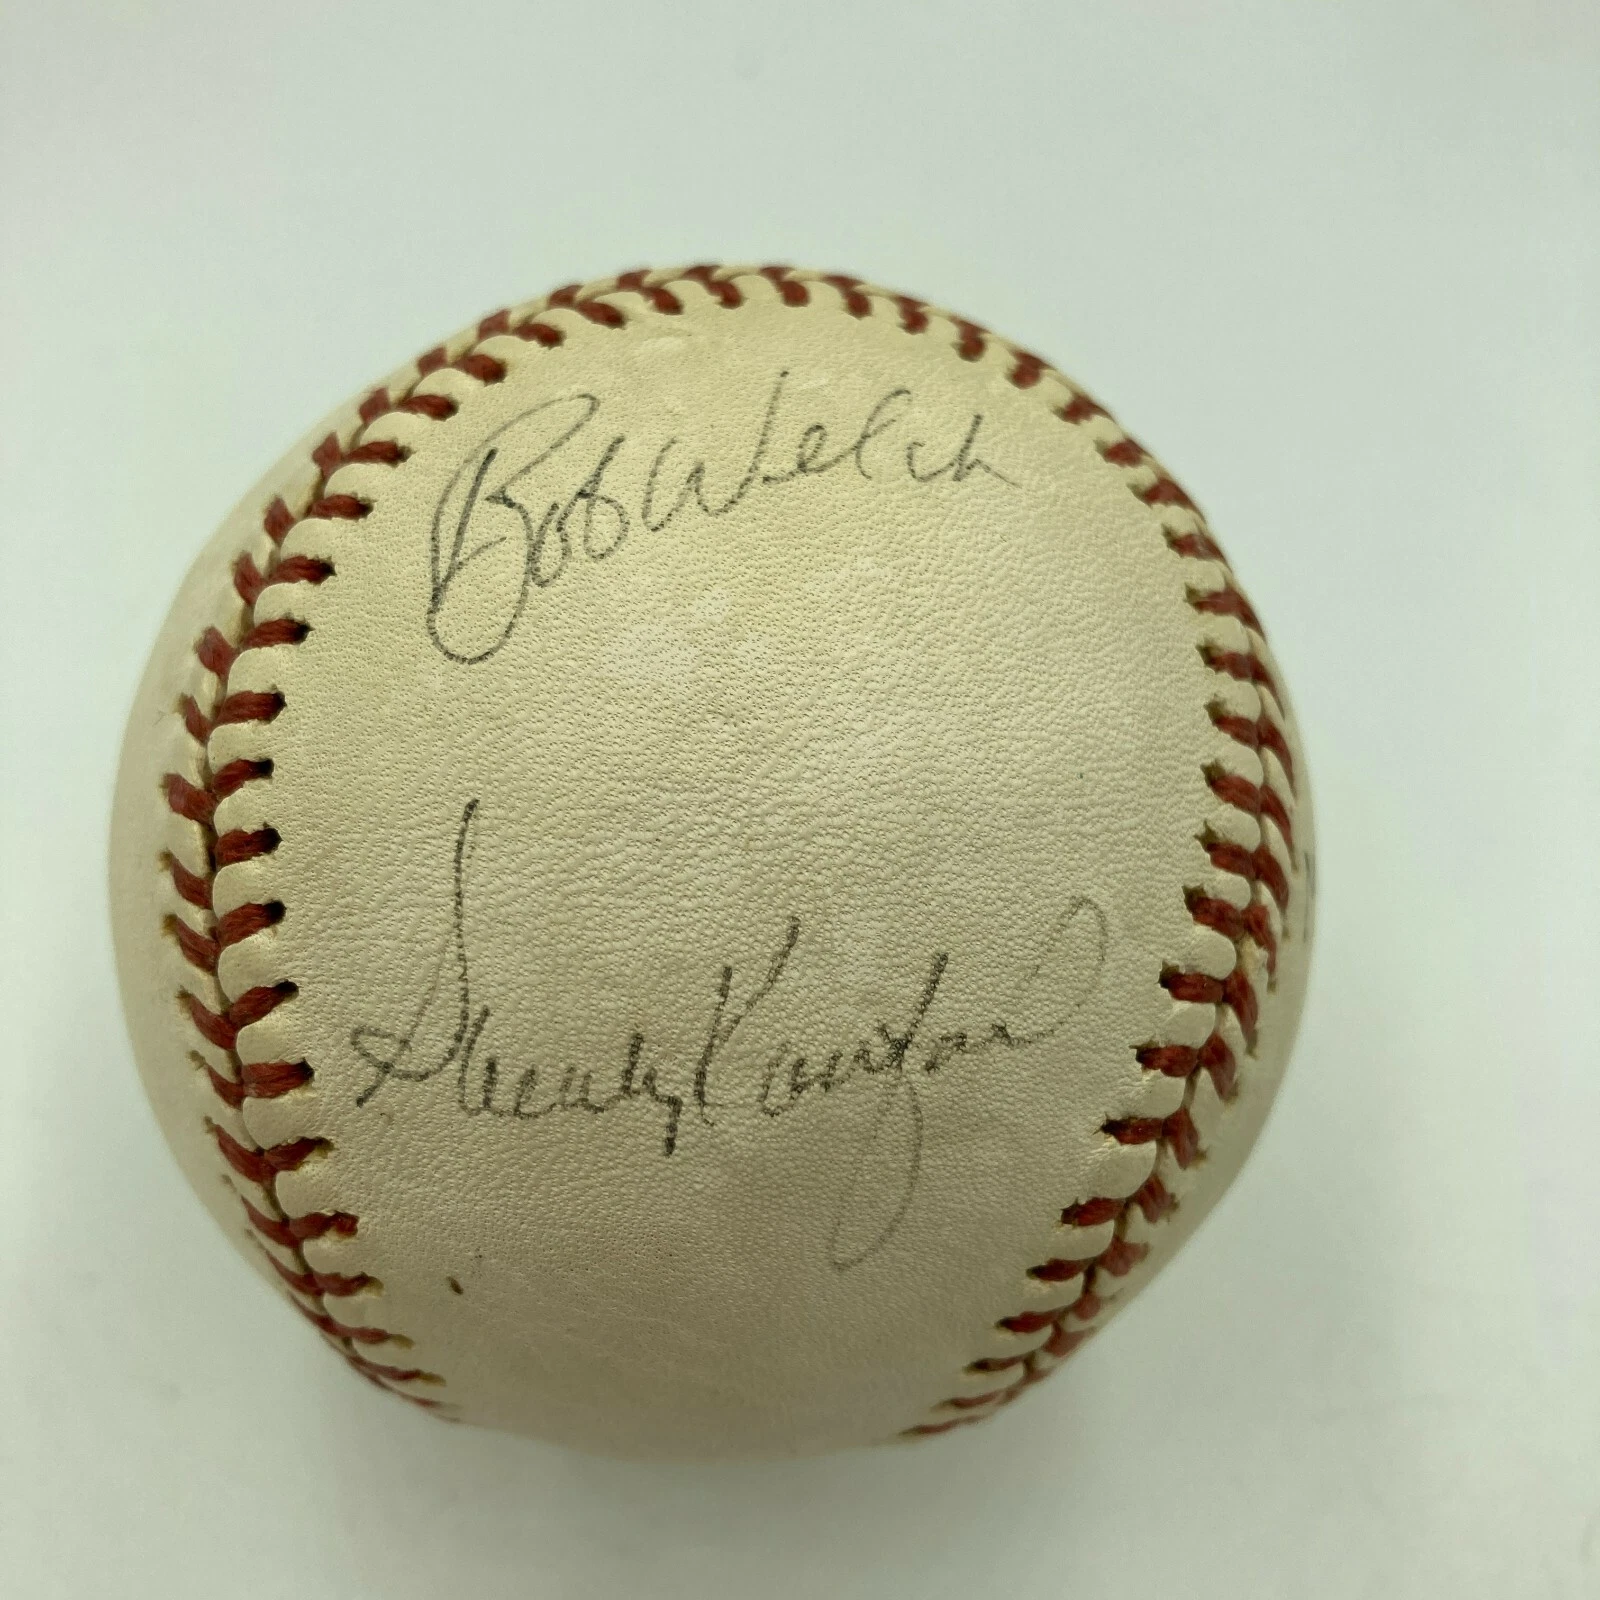 Bob Welch
Sandy Koufax